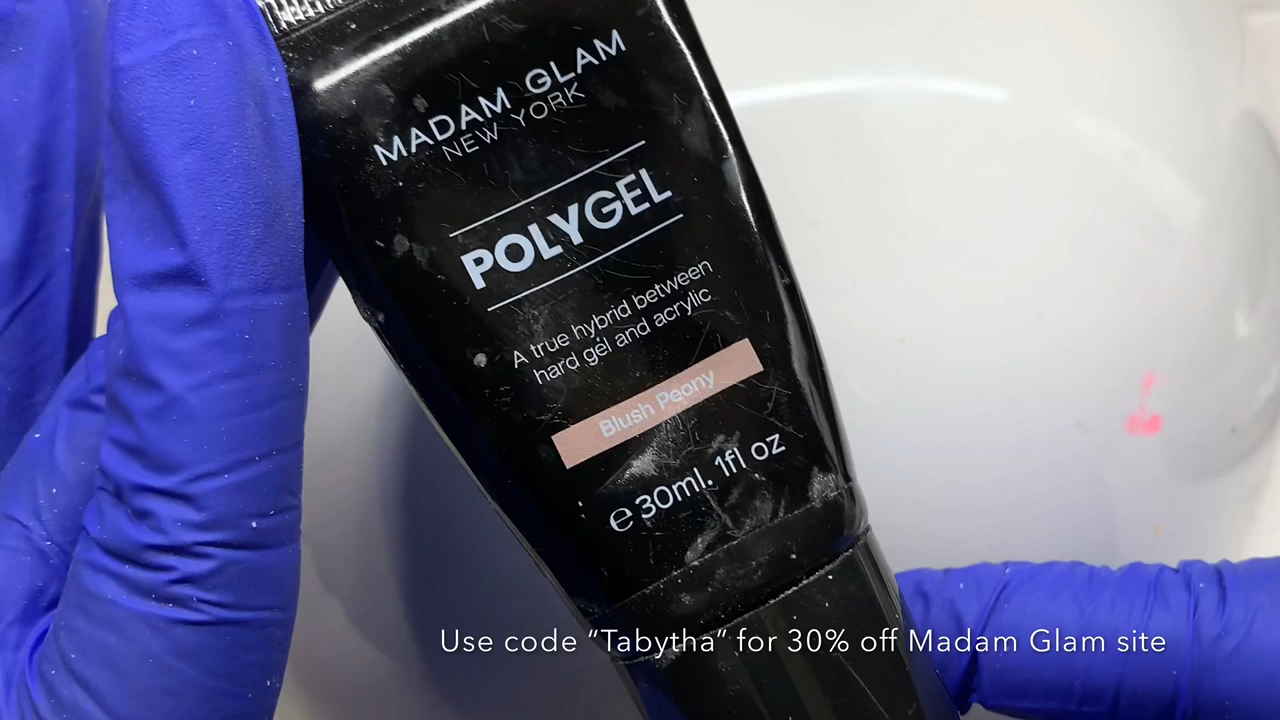 MADAM GLAM
NEW YORK
POLYGEL
A true hybrid between
hard gel and acrylic
Blush Peony
℮ 30ml. 1fl oz
Use code “Tabytha” for 30% off Madam Glam site